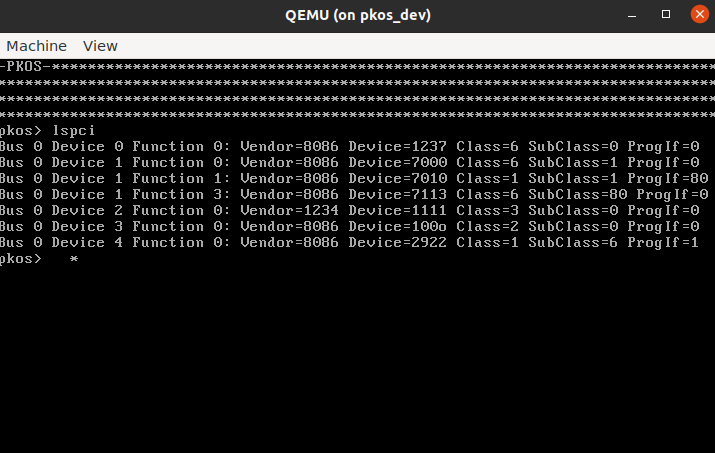 QEMU (on pkos_dev)
Machine View
-PKOS-**************************************************************************
********************************************************************************
********************************************************************************
********************************************************************************
pkos> lspci
Bus 0 Device 0 Function 0: Vendor=8086 Device=1237 Class=6 SubClass=0 ProgIf=0
Bus 0 Device 1 Function 0: Vendor=8086 Device=7000 Class=6 SubClass=1 ProgIf=0
Bus 0 Device 1 Function 1: Vendor=8086 Device=7010 Class=1 SubClass=1 ProgIf=80
Bus 0 Device 1 Function 3: Vendor=8086 Device=7113 Class=6 SubClass=80 ProgIf=0
Bus 0 Device 2 Function 0: Vendor=1234 Device=1111 Class=3 SubClass=0 ProgIf=0
Bus 0 Device 3 Function 0: Vendor=8086 Device=100o Class=2 SubClass=0 ProgIf=0
Bus 0 Device 4 Function 0: Vendor=8086 Device=2922 Class=1 SubClass=6 ProgIf=1
pkos>   *